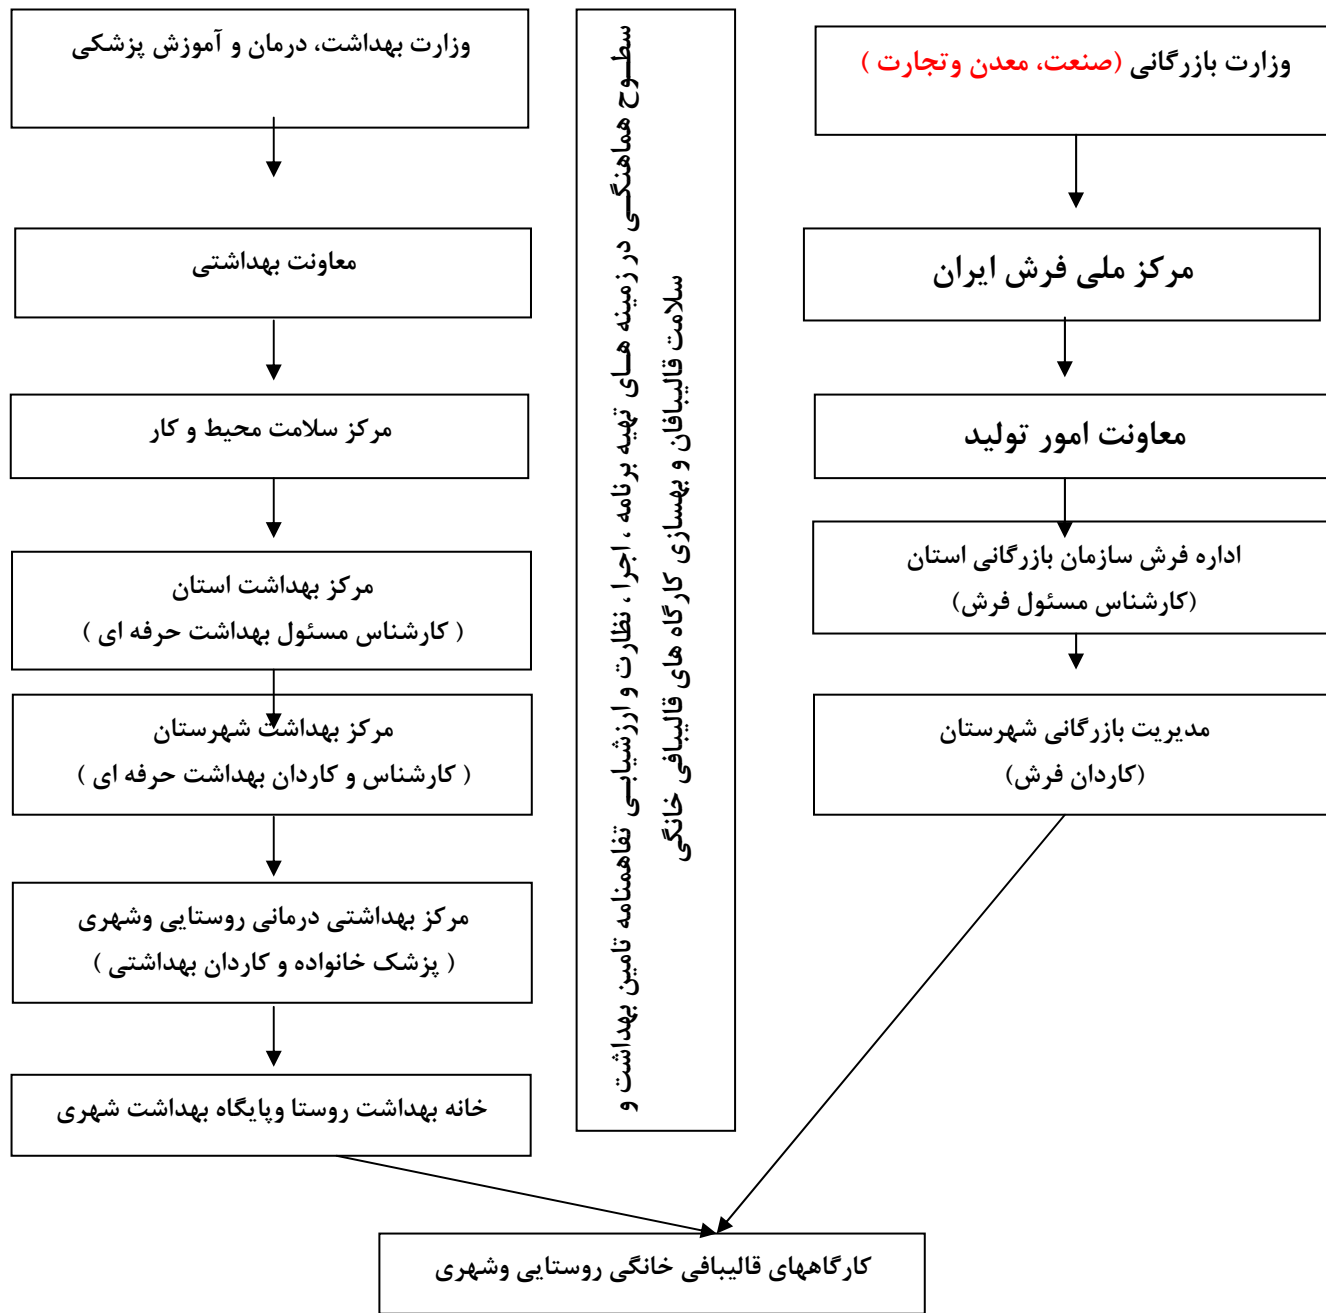 وزارت بازرگانی (صنعت، معدن وتجارت )
مرکز ملی فرش ایران
معاونت امور تولید
اداره فرش سازمان بازرگانی استان
(کارشناس مسئول فرش)
مدیریت بازرگانی شهرستان
(کاردان فرش)
سطوح هماهنگی در زمینه های تهیه برنامه ، اجرا ، نظارت و ارزشیابی تفاهمنامه تامین بهداشت و
سلامت قالیبافان و بهسازی کارگاه های قالیبافی خانگی
وزارت بهداشت، درمان و آموزش پزشکی
معاونت بهداشتی
مرکز سلامت محیط و کار
مرکز بهداشت استان
( کارشناس مسئول بهداشت حرفه ای )
مرکز بهداشت شهرستان
( کارشناس و کاردان بهداشت حرفه ای )
مرکز بهداشتی درمانی روستایی وشهری
( پزشک خانواده و کاردان بهداشتی )
خانه بهداشت روستا وپایگاه بهداشت شهری
کارگاههای قالیبافی خانگی روستایی وشهری